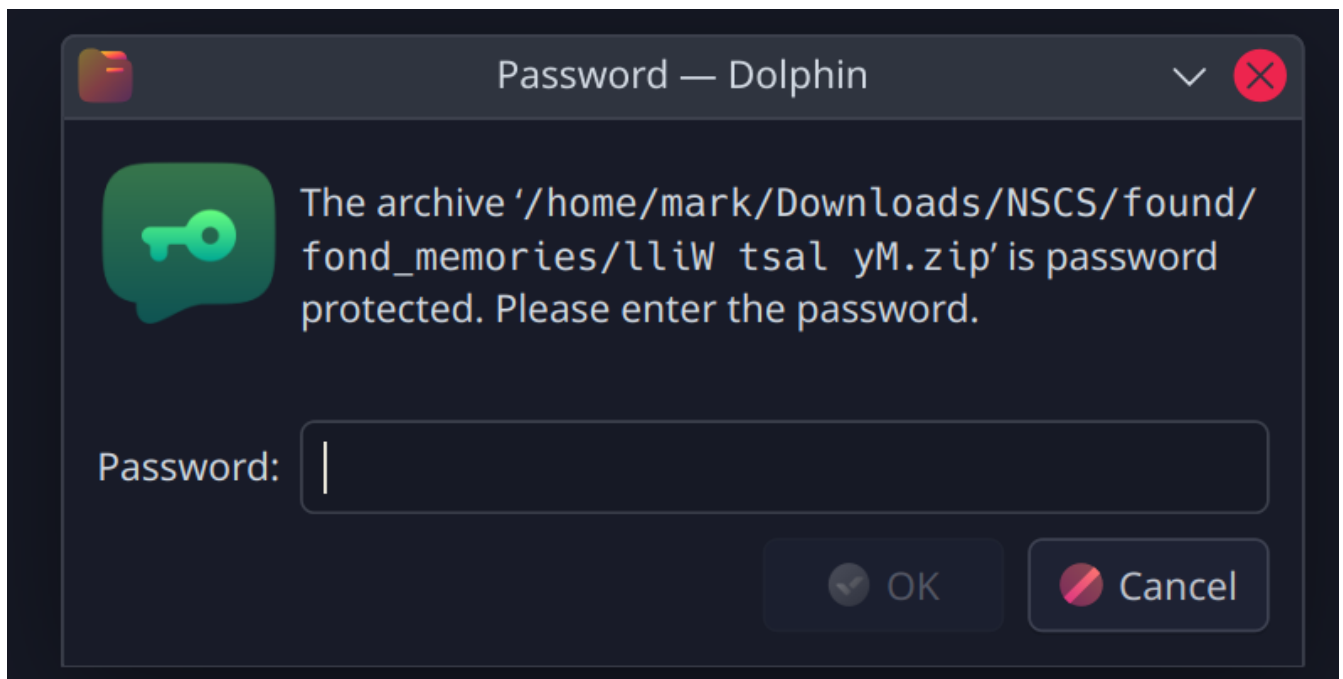 Password — Dolphin
The archive ‘/home/mark/Downloads/NSCS/found/
fond_memories/lliW tsal yM.zip’ is password
protected. Please enter the password.
Password:
OK
Cancel